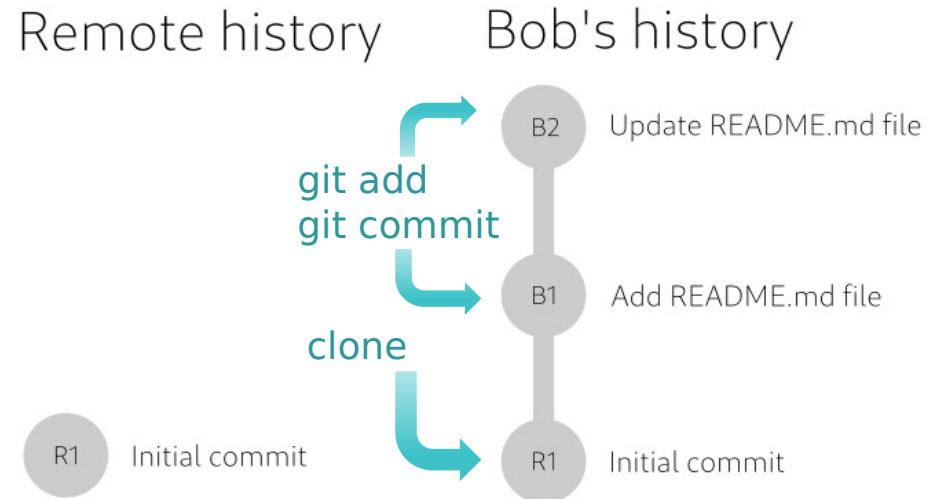 Remote history
Bob's history
B2
Update README.md file
git add
git commit
B1
Add README.md file
clone
R1
Initial commit
R1
Initial commit